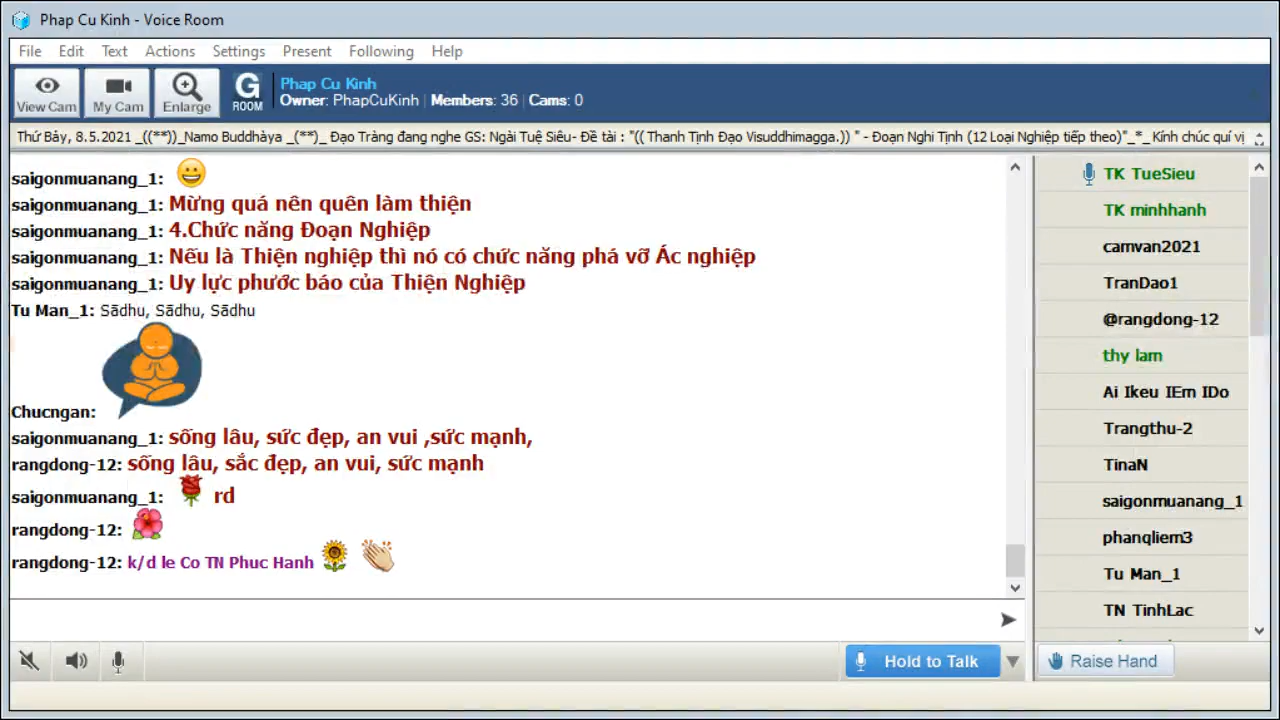 Phap Cu Kinh - Voice Room
File Edit Text Actions Settings Present Following Help
View Cam My Cam Enlarge G ROOM
Phap Cu Kinh
Owner: PhapCuKinh | Members: 36 | Cams: 0
Thứ Bảy, 8.5.2021 _((**))_Namo Buddhàya _(**)_ Đạo Tràng đang nghe GS: Ngài Tuệ Siêu- Đề tài : "(( Thanh Tịnh Đạo Visuddhimagga.)) " - Đoạn Nghi Tịnh (12 Loại Nghiệp tiếp theo)"_*_ Kính chúc quí vị
saigonmuanang_1: 😀
saigonmuanang_1: Mừng quá nên quên làm thiện
saigonmuanang_1: 4.Chức năng Đoạn Nghiệp
saigonmuanang_1: Nếu là Thiện nghiệp thì nó có chức năng phá vỡ Ác nghiệp
saigonmuanang_1: Uy lực phước báo của Thiện Nghiệp
Tu Man_1: Sādhu, Sādhu, Sādhu
Chucngan:
saigonmuanang_1: sống lâu, sức đẹp, an vui ,sức mạnh,
rangdong-12: sống lâu, sắc đẹp, an vui, sức mạnh
saigonmuanang_1: 🌹 rd
rangdong-12: 🌺
rangdong-12: k/d le Co TN Phuc Hanh 🌻 👏
TK TueSieu
TK minhhanh
camvan2021
TranDao1
@rangdong-12
thy lam
Ai Ikeu IEm IDo
Trangthu-2
TinaN
saigonmuanang_1
phanqliem3
Tu Man_1
TN TinhLac
Hold to Talk
Raise Hand